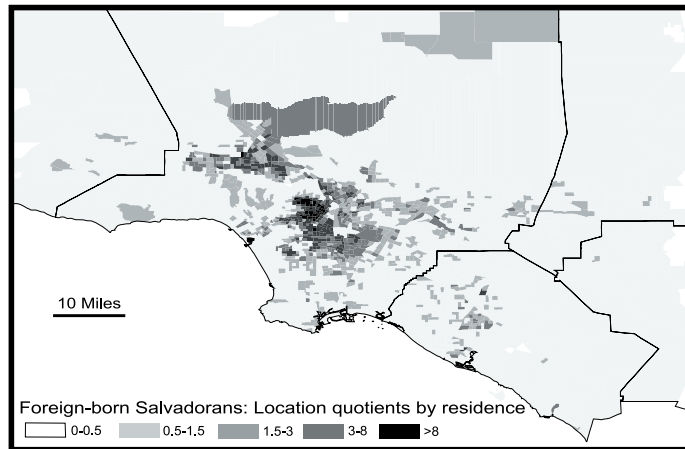 10 Miles
Foreign-born Salvadorans: Location quotients by residence
0-0.5 0.5-1.5 1.5-3 3-8 >8